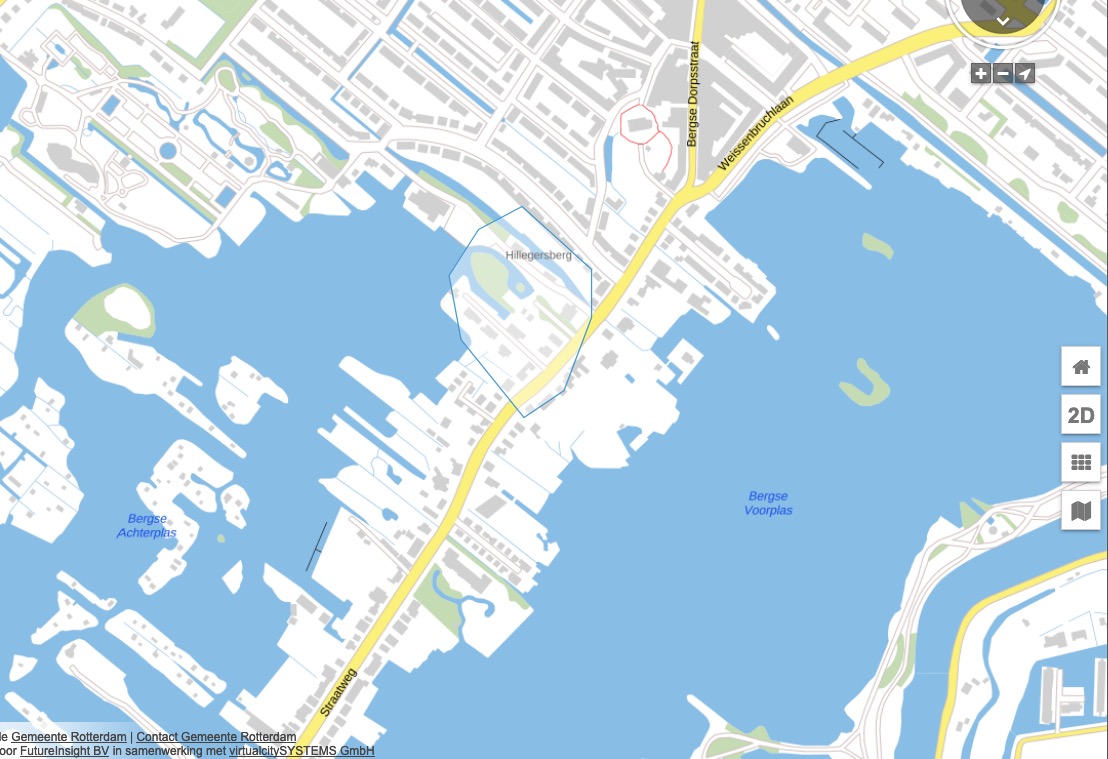 Bergse Dorpsstraat
Weissenbruchlaan
Hillegersberg
2D
Bergse
Voorplas
Bergse
Achterplas
Straatweg
Gemeente Rotterdam | Contact Gemeente Rotterdam
oor FutureInsight BV in samenwerking met virtualcitySYSTEMS GmbH